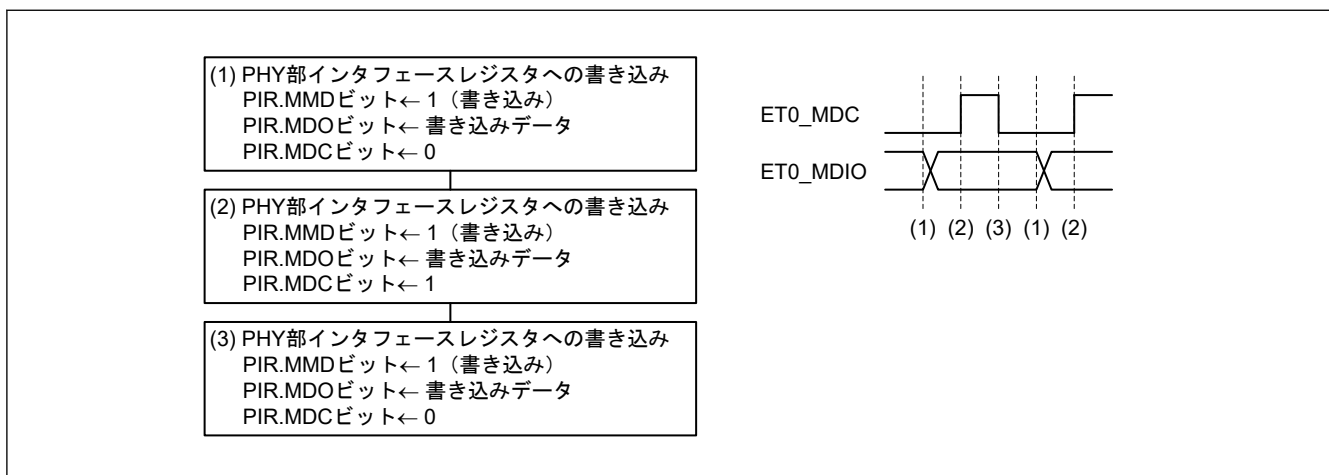 (1) PHY部インタフェースレジスタへの書き込み
PIR.MMDビット← 1（書き込み）
PIR.MDOビット← 書き込みデータ
PIR.MDCビット← 0
(2) PHY部インタフェースレジスタへの書き込み
PIR.MMDビット← 1（書き込み）
PIR.MDOビット← 書き込みデータ
PIR.MDCビット← 1
(3) PHY部インタフェースレジスタへの書き込み
PIR.MMDビット← 1（書き込み）
PIR.MDOビット← 書き込みデータ
PIR.MDCビット← 0
ET0_MDC
ET0_MDIO
(1) (2) (3) (1) (2)